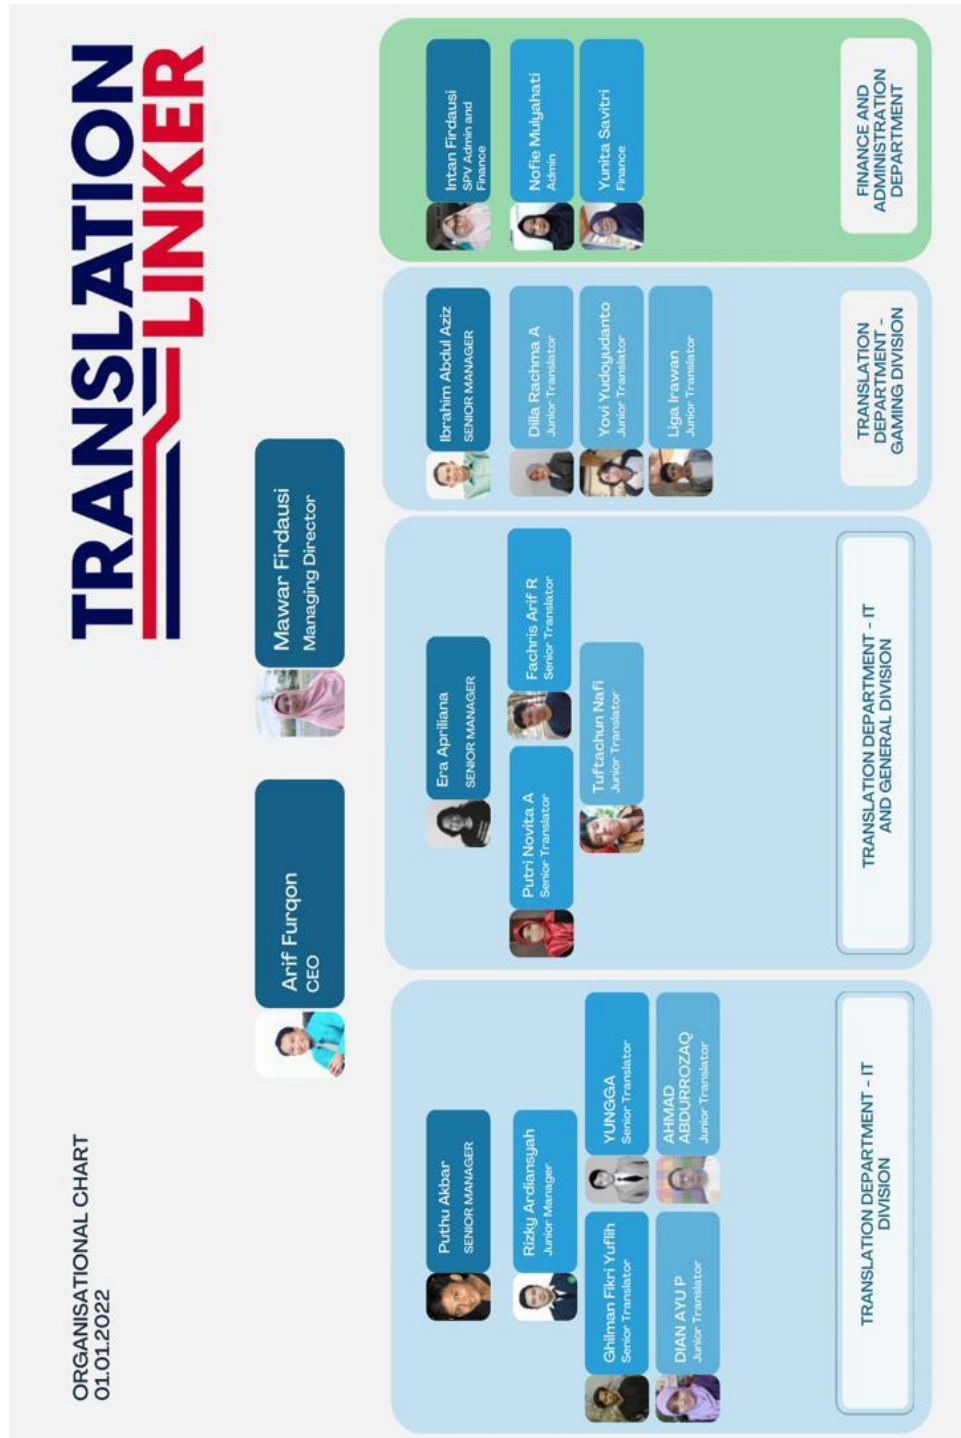 ORGANISATIONAL CHART
01.01.2022
TRANSLATION
LINKER
Arif Furqon
CEO
Mawar Firdausi
Managing Director
Puthu Akbar
SENIOR MANAGER
Rizky Ardiansyah
Junior Manager
Ghilman Fikri Yuflih
Senior Translator
YUNGGA
Senior Translator
DIAN AYU P
Junior Translator
AHMAD
ABDURROZAQ
Junior Translator
TRANSLATION DEPARTMENT - IT
DIVISION
Era Apriliana
SENIOR MANAGER
Putri Novita A
Senior Translator
Fachris Arif R
Senior Translator
Tuftachun Nafi
Junior Translator
TRANSLATION DEPARTMENT - IT
AND GENERAL DIVISION
Ibrahim Abdul Aziz
SENIOR MANAGER
Dilla Rachma A
Junior Translator
Yovi Yudoyudanto
Junior Translator
Liga Irawan
Junior Translator
TRANSLATION
DEPARTMENT -
GAMING DIVISION
Intan Firdausi
SPV Admin and
Finance
Nofie Mulyahati
Admin
Yunita Savitri
Finance
FINANCE AND
ADMINISTRATION
DEPARTMENT